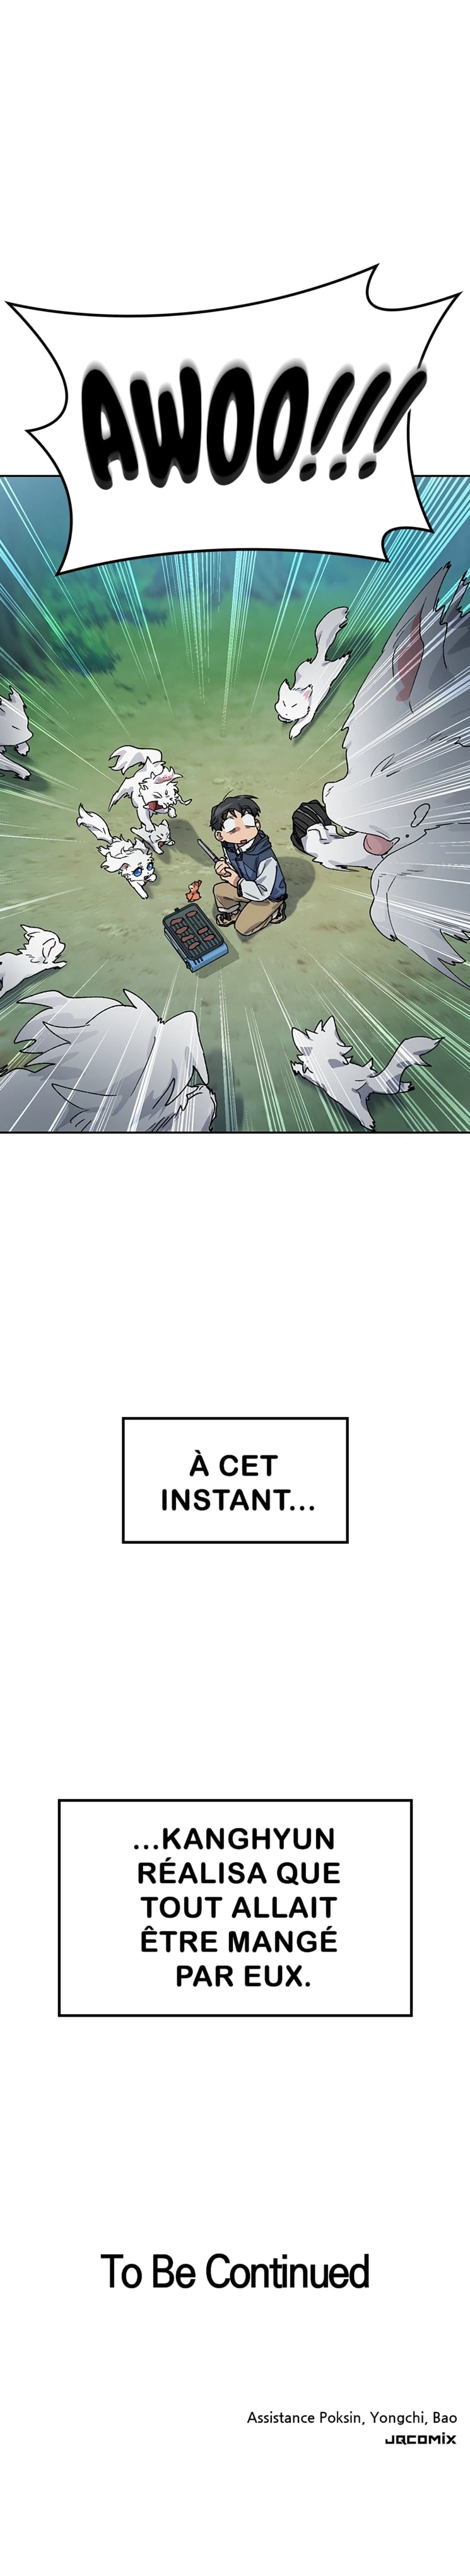 AWOO!!!
À CET
INSTANT...
...KANGHYUN
RÉALISA QUE
TOUT ALLAIT
ÊTRE MANGÉ
PAR EUX.
To Be Continued
Assistance Poksin, Yongchi, Bao
JQCOMIX